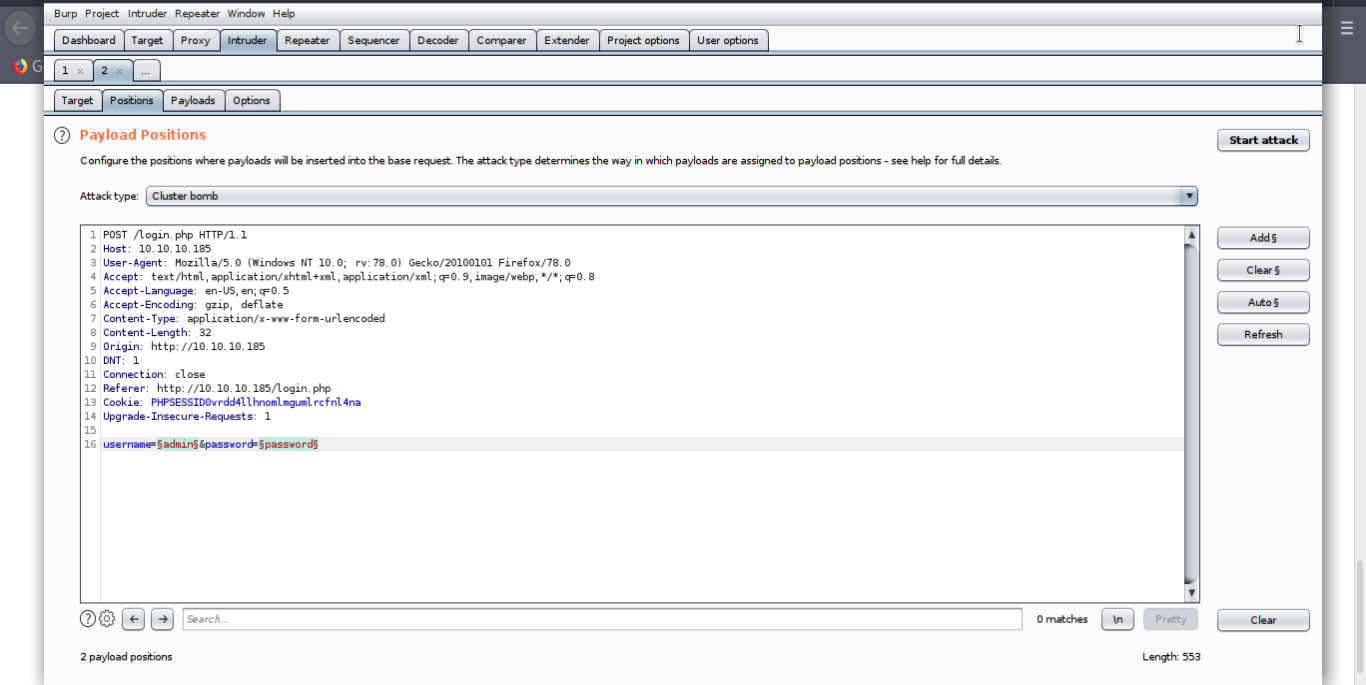 Burp Project Intruder Repeater Window Help
Dashboard Target Proxy Intruder Repeater Sequencer Decoder Comparer Extender Project options User options
G
1 × 2 × ...
Target Positions Payloads Options
? Payload Positions
Start attack
Configure the positions where payloads will be inserted into the base request. The attack type determines the way in which payloads are assigned to payload positions - see help for full details.
Attack type: Cluster bomb
1 POST /login.php HTTP/1.1
2 Host: 10.10.10.185
3 User-Agent: Mozilla/5.0 (Windows NT 10.0; rv:78.0) Gecko/20100101 Firefox/78.0
4 Accept: text/html,application/xhtml+xml,application/xml;q=0.9,image/webp,*/*;q=0.8
5 Accept-Language: en-US,en;q=0.5
6 Accept-Encoding: gzip, deflate
7 Content-Type: application/x-www-form-urlencoded
8 Content-Length: 32
9 Origin: http://10.10.10.185
10 DNT: 1
11 Connection: close
12 Referer: http://10.10.10.185/login.php
13 Cookie: PHPSESSID0vrdd4llhnomlmgumlrcfnl4na
14 Upgrade-Insecure-Requests: 1
15
16 username=§admin§&password=§password§
Add §
Clear §
Auto §
Refresh
? ← → Search... 0 matches \n Pretty Clear
2 payload positions Length: 553